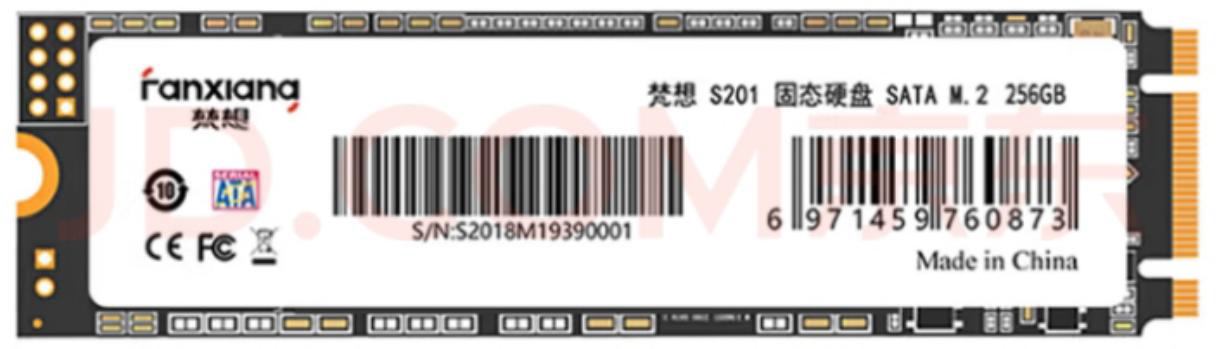 fanxiang
梵想
梵想 S201 固态硬盘 SATA M.2 256GB
10
SERIAL
ATA
CE FC
S/N:S2018M19390001
6 971459 760873
Made in China
JD.COM 京东